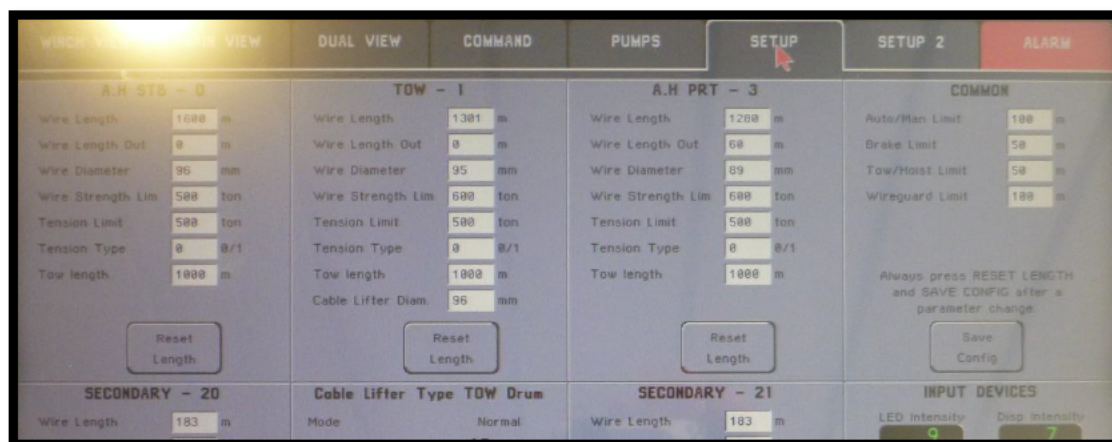 VIEW DUAL VIEW COMMAND PUMPS SETUP SETUP 2 ALARM
A.H STB - 0
Wire Length 1600 m
Wire Length Out 0 m
Wire Diameter 96 mm
Wire Strength Lim 500 ton
Tension Limit 500 ton
Tension Type 0 0/1
Tow length 1000 m
Reset
Length
TOW - 1
Wire Length 1301 m
Wire Length Out 0 m
Wire Diameter 95 mm
Wire Strength Lim 600 ton
Tension Limit 500 ton
Tension Type 0 0/1
Tow length 1000 m
Cable Lifter Diam. 96 mm
Reset
Length
A.H PRT - 3
Wire Length 1280 m
Wire Length Out 60 m
Wire Diameter 89 mm
Wire Strength Lim 600 ton
Tension Limit 500 ton
Tension Type 0 0/1
Tow length 1000 m
Reset
Length
COMMON
Auto/Man Limit 100 m
Brake Limit 50 m
Tow/Hoist Limit 50 m
Wireguard Limit 100 m
Always press RESET LENGTH
and SAVE CONFIG after a
parameter change
Save
Config
SECONDARY - 20
Wire Length 183 m
Cable Lifter Type TOW Drum
Mode Normal
SECONDARY - 21
Wire Length 183 m
INPUT DEVICES
LED Intensity Disp Intensity
9 7